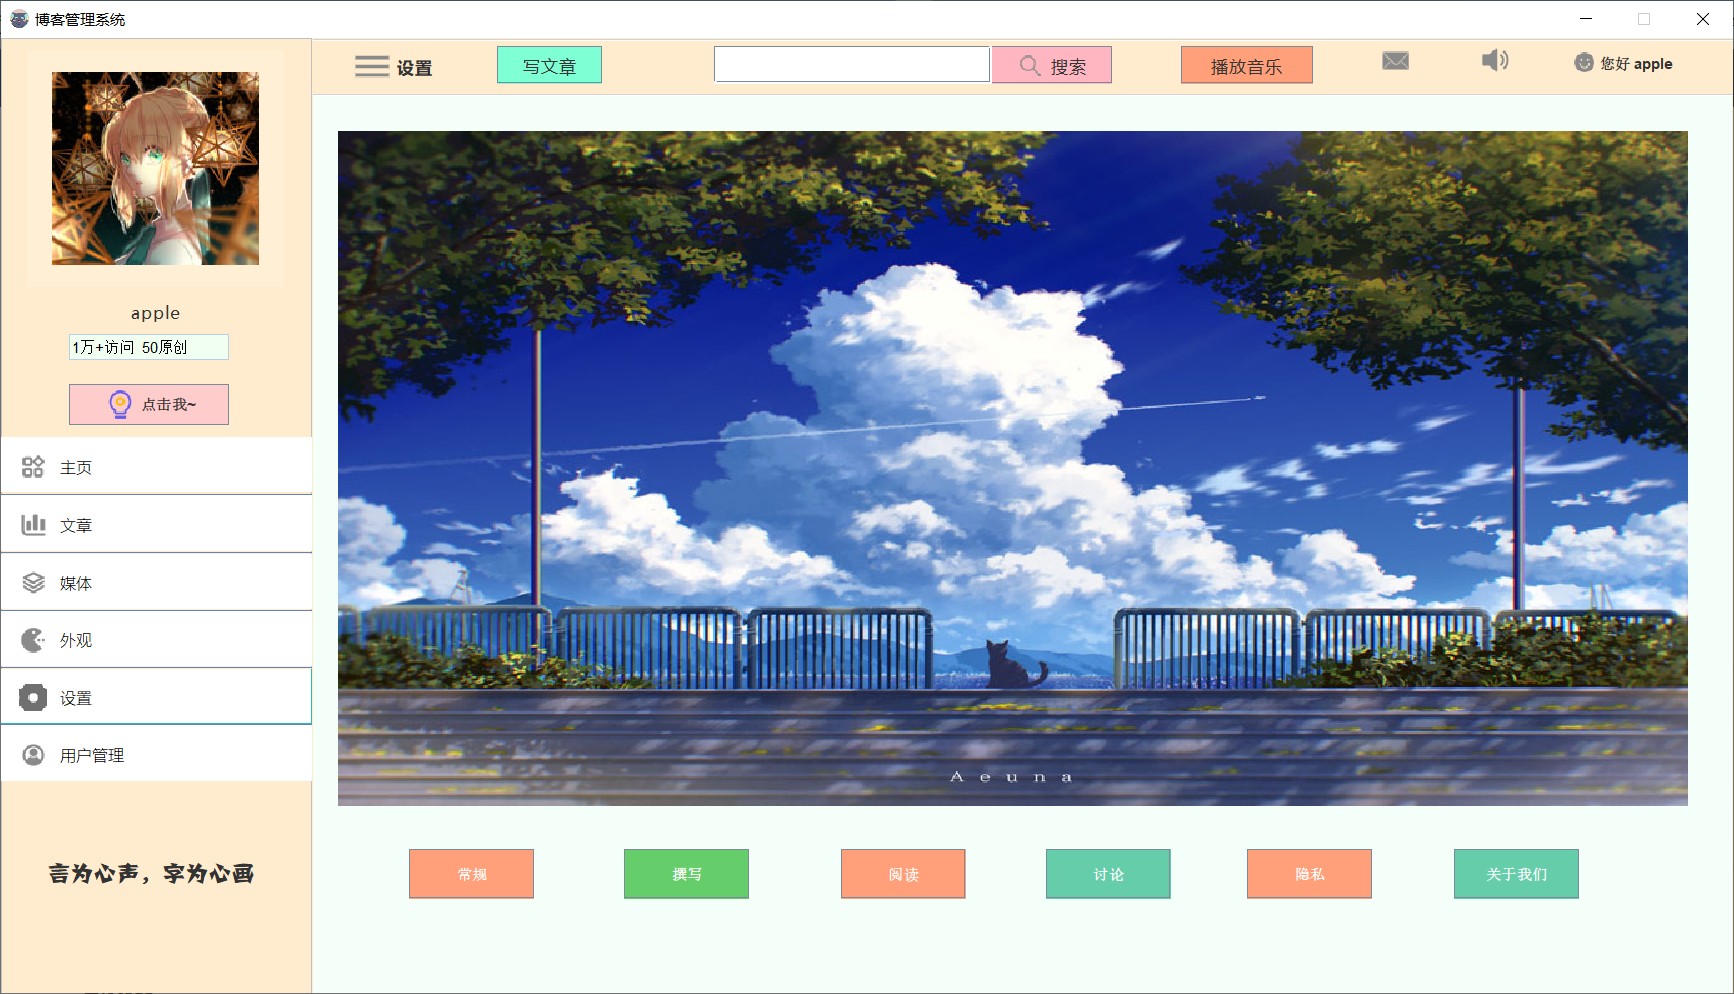 博客管理系统
设置
写文章
搜索
播放音乐
您好 apple
apple
1万+访问 50原创
点击我~
主页
文章
媒体
外观
设置
用户管理
言为心声，字为心画
Aeuna
常规
撰写
阅读
讨论
隐私
关于我们